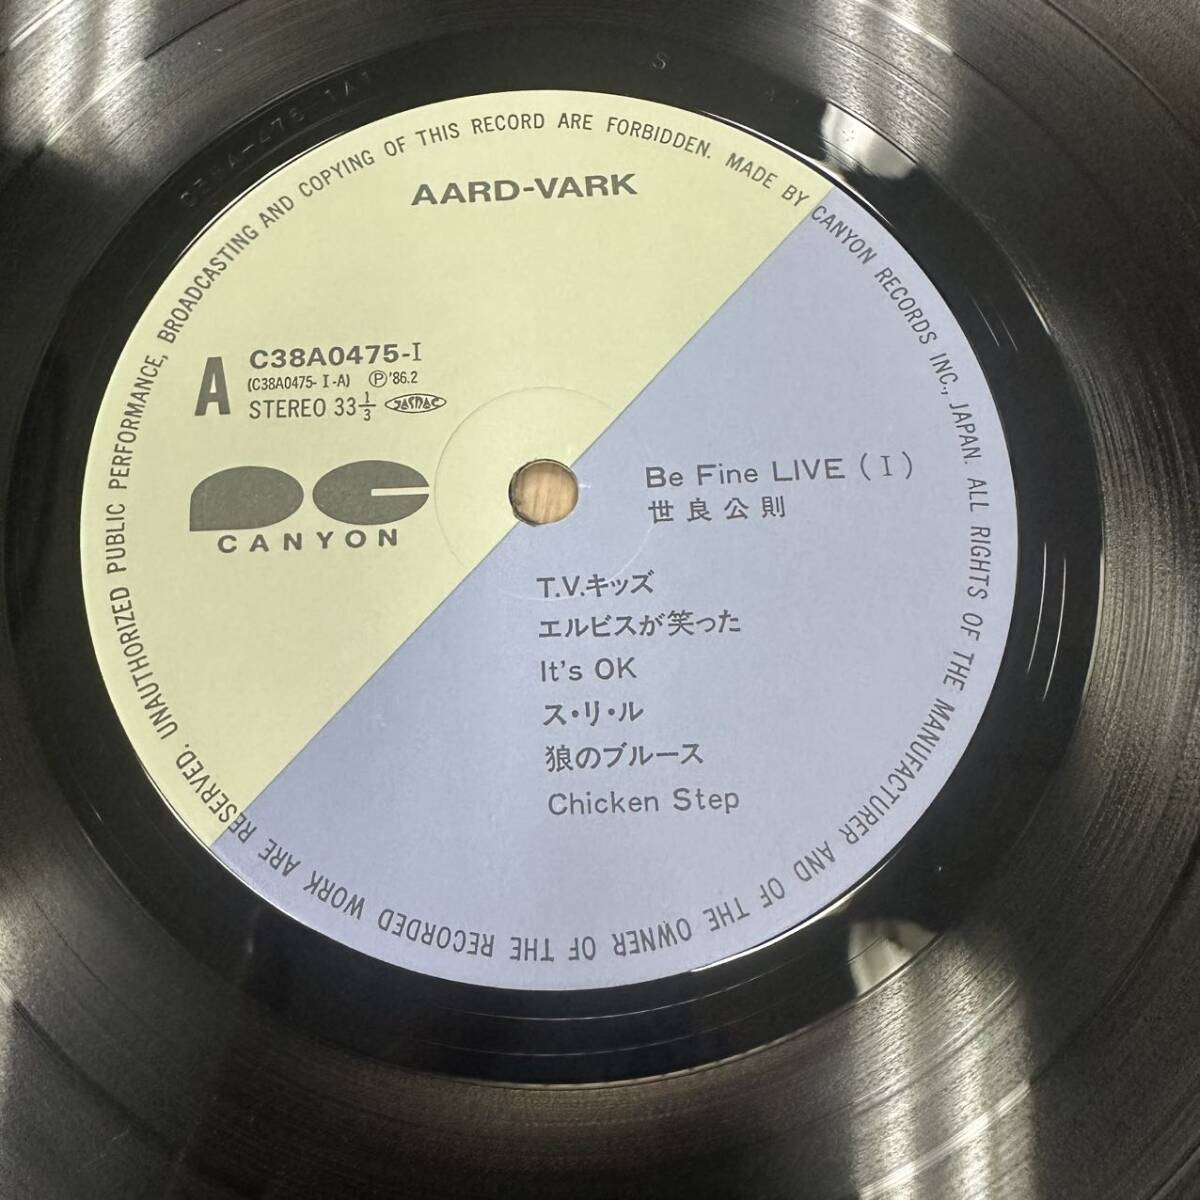 AARD-VARK
A
C38A0475-I
(C38A0475-I-A) Ⓟ'86.2
STEREO 33 1/3 JASRAC
CANYON
Be Fine LIVE (I)
世良公則
T.V.キッズ
エルビスが笑った
It's OK
ス・リ・ル
狼のブルース
Chicken Step
MADE BY CANYON RECORDS INC., JAPAN. ALL RIGHTS OF THE MANUFACTURER AND OF THE OWNER OF THE RECORDED WORK ARE RESERVED. UNAUTHORIZED PUBLIC PERFORMANCE, BROADCASTING AND COPYING OF THIS RECORD ARE FORBIDDEN.
S